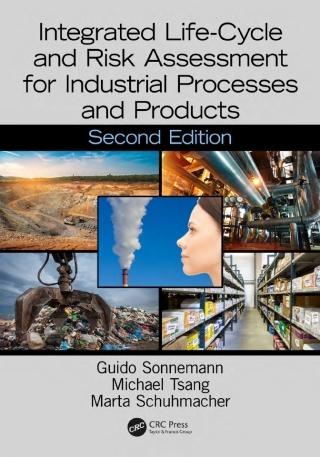 Integrated Life-Cycle
and Risk Assessment
for Industrial Processes
and Products
Second Edition
Guido Sonnemann
Michael Tsang
Marta Schuhmacher
CRC
CRC Press
Taylor & Francis Group